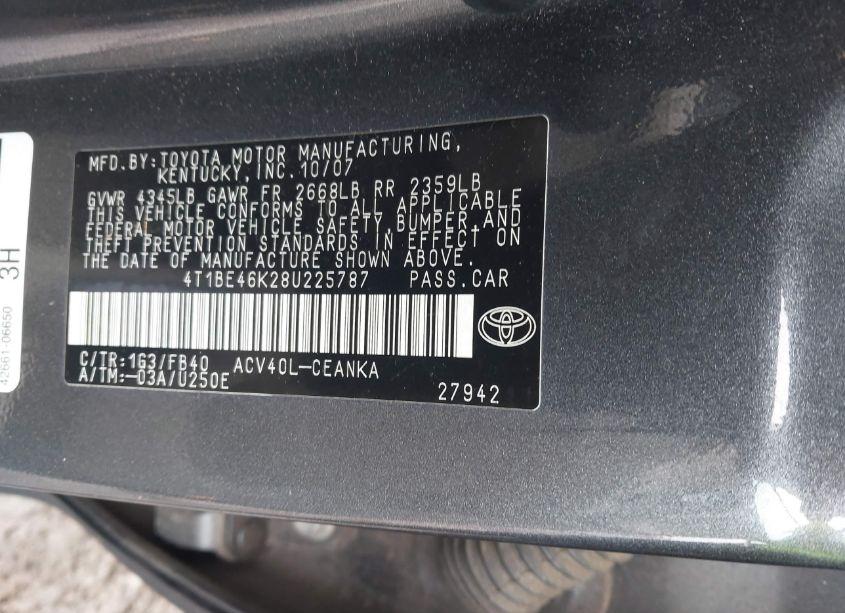 MFD.BY:TOYOTA MOTOR MANUFACTURING,
KENTUCKY,INC.10/07
GVWR 4345LB GAWR FR 2668LB RR 2359LB
THIS VEHICLE CONFORMS TO ALL APPLICABLE
FEDERAL MOTOR VEHICLE SAFETY,BUMPER,AND
THEFT PREVENTION STANDARDS IN EFFECT ON
THE DATE OF MANUFACTURE SHOWN ABOVE.
4T1BE46K28U225787 PASS.CAR
C/TR:1G3/FB40 ACV40L-CEANKA
A/TM:-03A/U250E
27942
42661-06650
3H